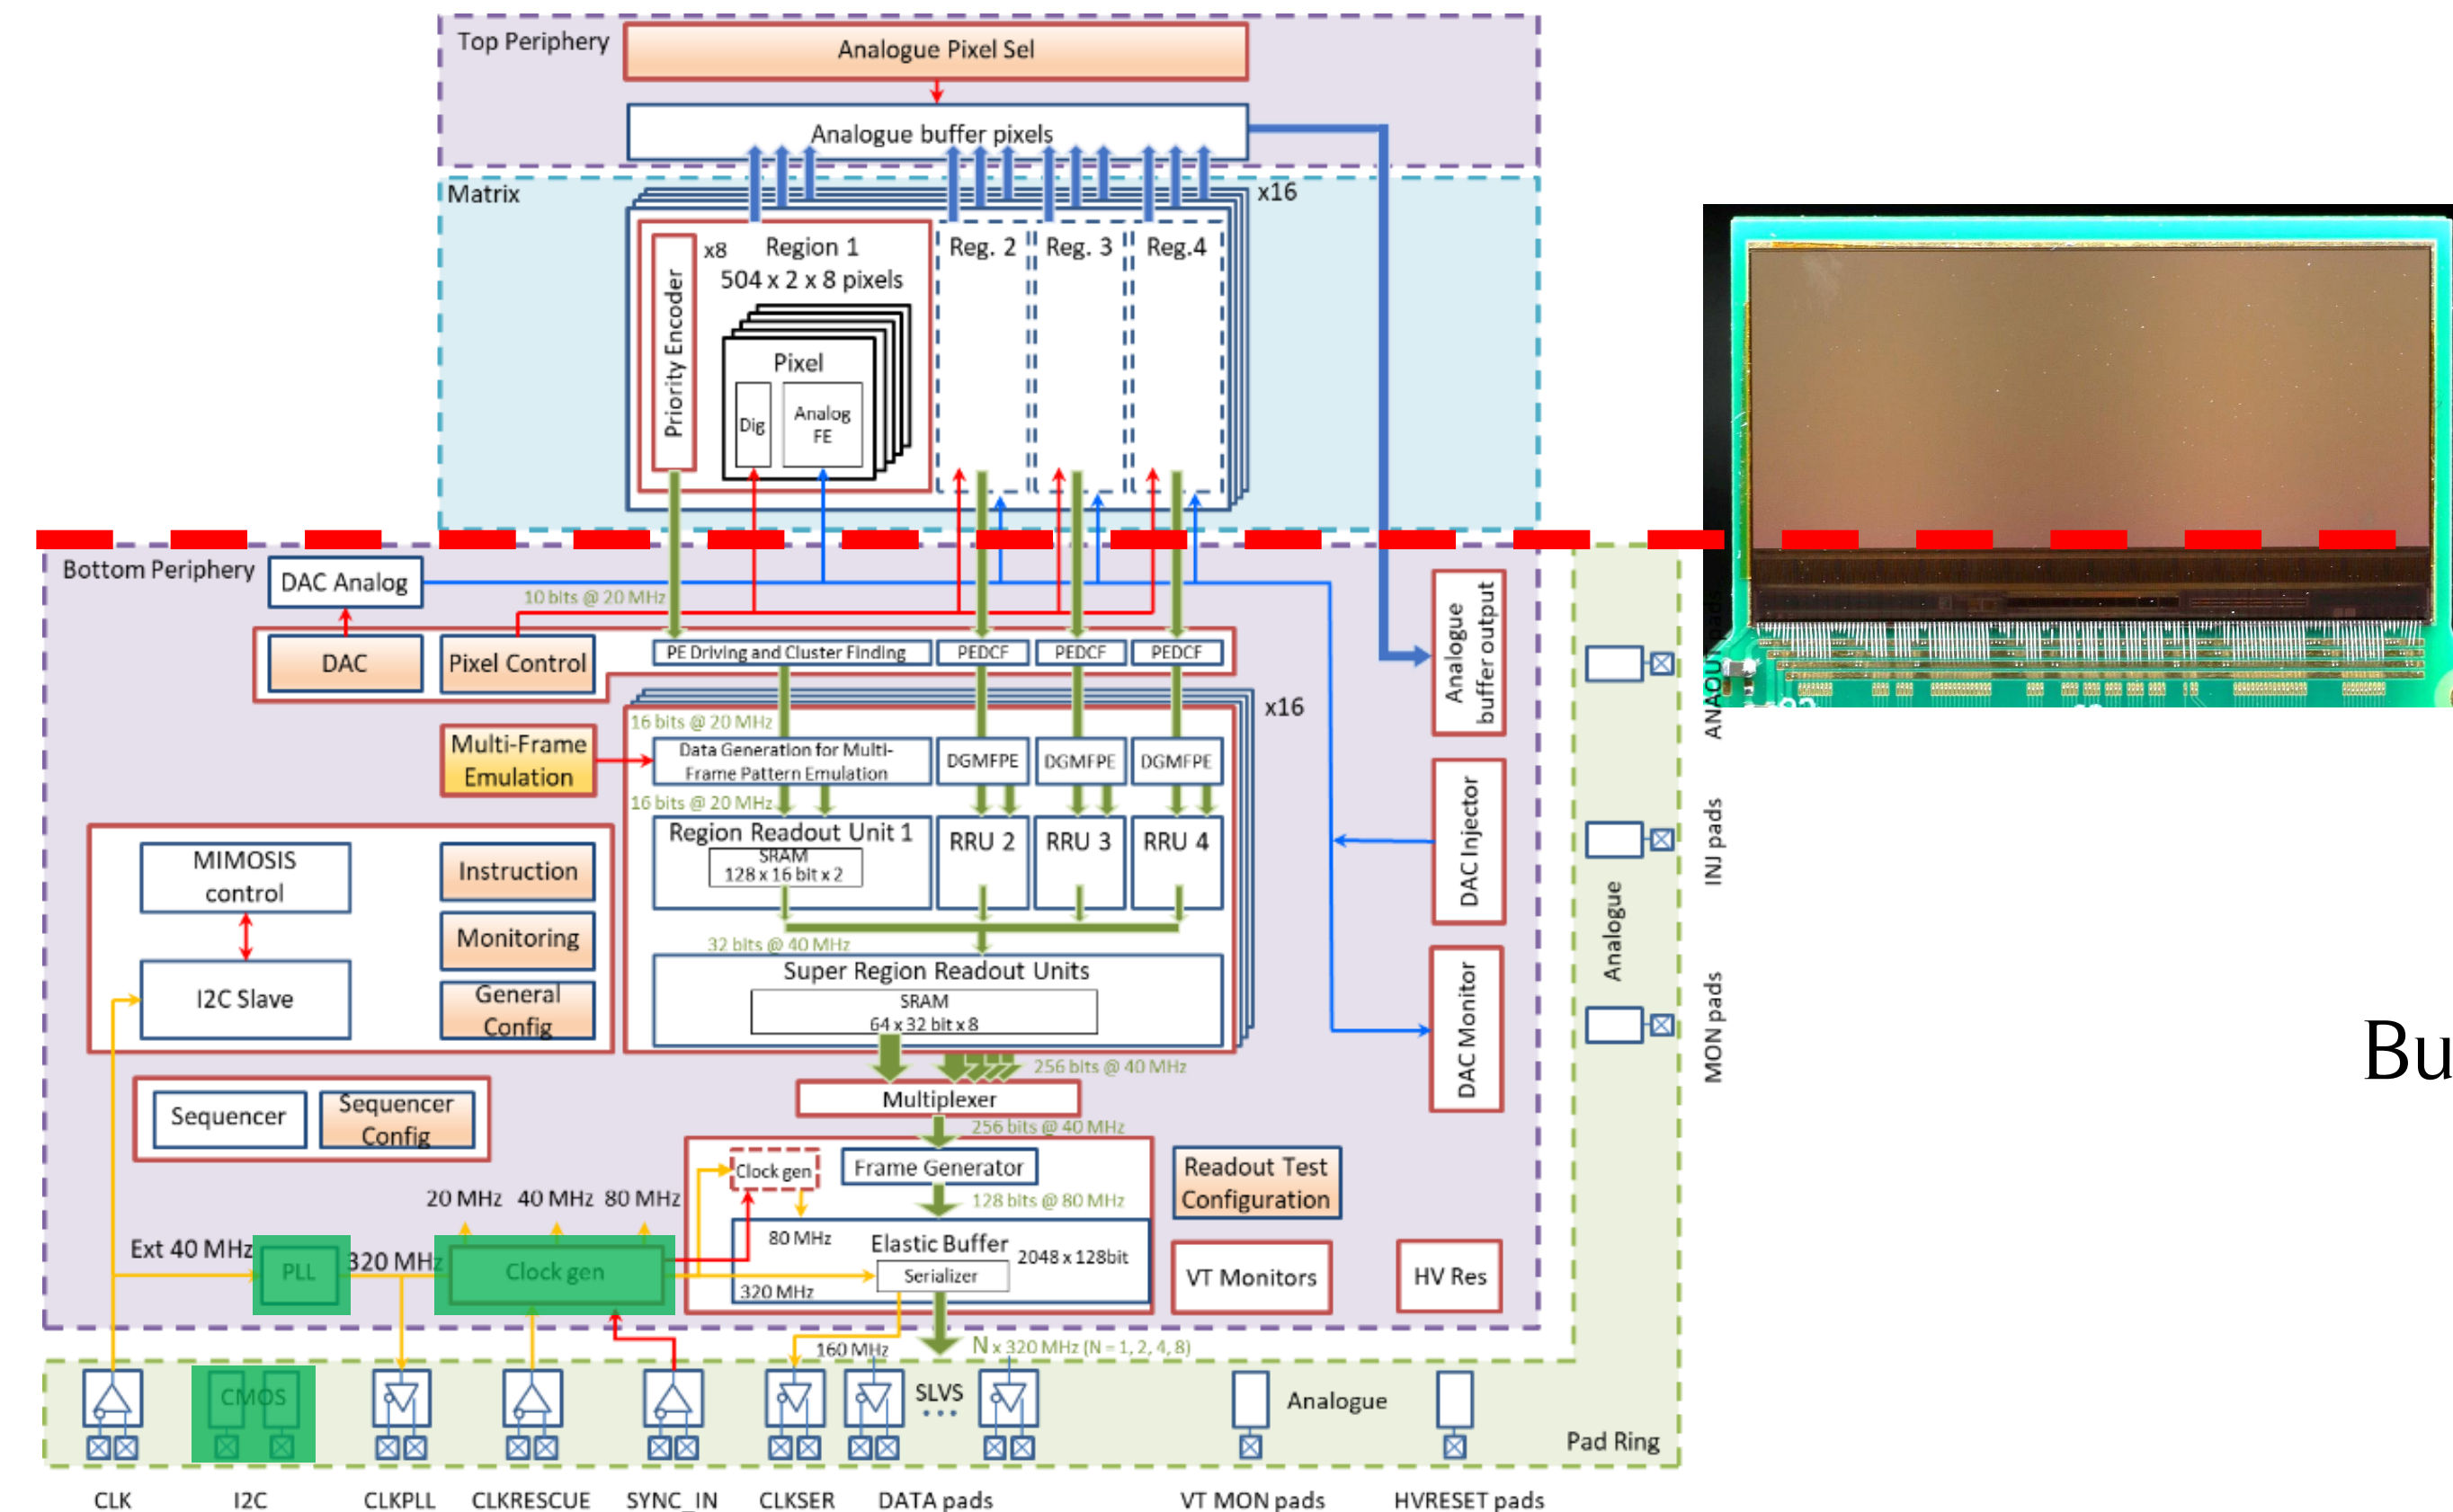 Top Periphery
Analogue Pixel Sel
Analogue buffer pixels
Matrix
x16
Priority Encoder
x8
Region 1
504 x 2 x 8 pixels
Pixel
Dig
Analog
FE
Reg. 2
Reg. 3
Reg.4
Bottom Periphery
DAC Analog
10 bits @ 20 MHz
DAC
Pixel Control
PE Driving and Cluster Finding
PEDCF
PEDCF
PEDCF
Analogue
buffer output
x16
16 bits @ 20 MHz
Multi-Frame
Emulation
Data Generation for Multi-
Frame Pattern Emulation
DGMFPE
DGMFPE
DGMFPE
16 bits @ 20 MHz
Region Readout Unit 1
SRAM
128 x 16 bit x 2
RRU 2
RRU 3
RRU 4
DAC Injector
MIMOSIS
control
Instruction
Monitoring
I2C Slave
General
Config
32 bits @ 40 MHz
Super Region Readout Units
SRAM
64 x 32 bit x 8
DAC Monitor
256 bits @ 40 MHz
Multiplexer
256 bits @ 40 MHz
Sequencer
Sequencer
Config
Clock gen
Frame Generator
128 bits @ 80 MHz
Readout Test
Configuration
20 MHz
40 MHz
80 MHz
Ext 40 MHz
PLL
320 MHz
Clock gen
80 MHz
Elastic Buffer
2048 x 128bit
Serializer
320 MHz
VT Monitors
HV Res
160 MHz
N x 320 MHz (N = 1, 2, 4, 8)
CMOS
SLVS
...
Analogue
Pad Ring
CLK
I2C
CLKPLL
CLKRESCUE
SYNC_IN
CLKSER
DATA pads
VT MON pads
HVRESET pads
Analogue
ANAOUT pads
INJ pads
MON pads
Bu